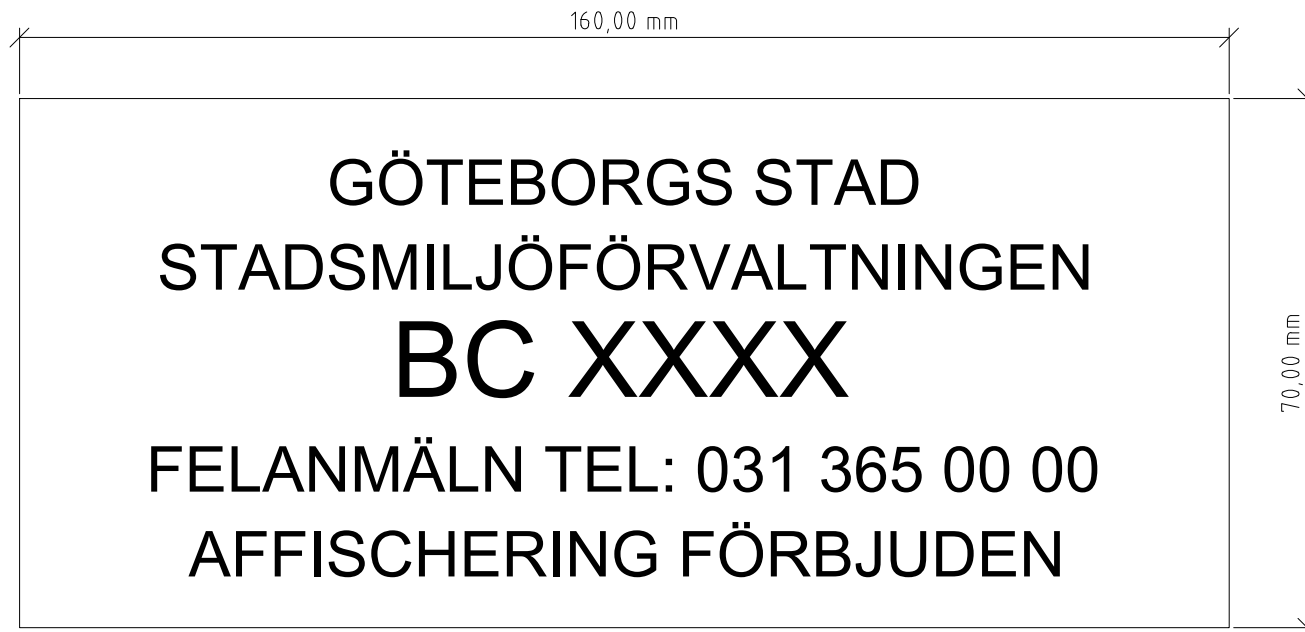 160,00 mm
GÖTEBORGS STAD
STADSMILJÖFÖRVALTNINGEN
BC XXXX
FELANMÄLN TEL: 031 365 00 00
AFFISCHERING FÖRBJUDEN
70,00 mm